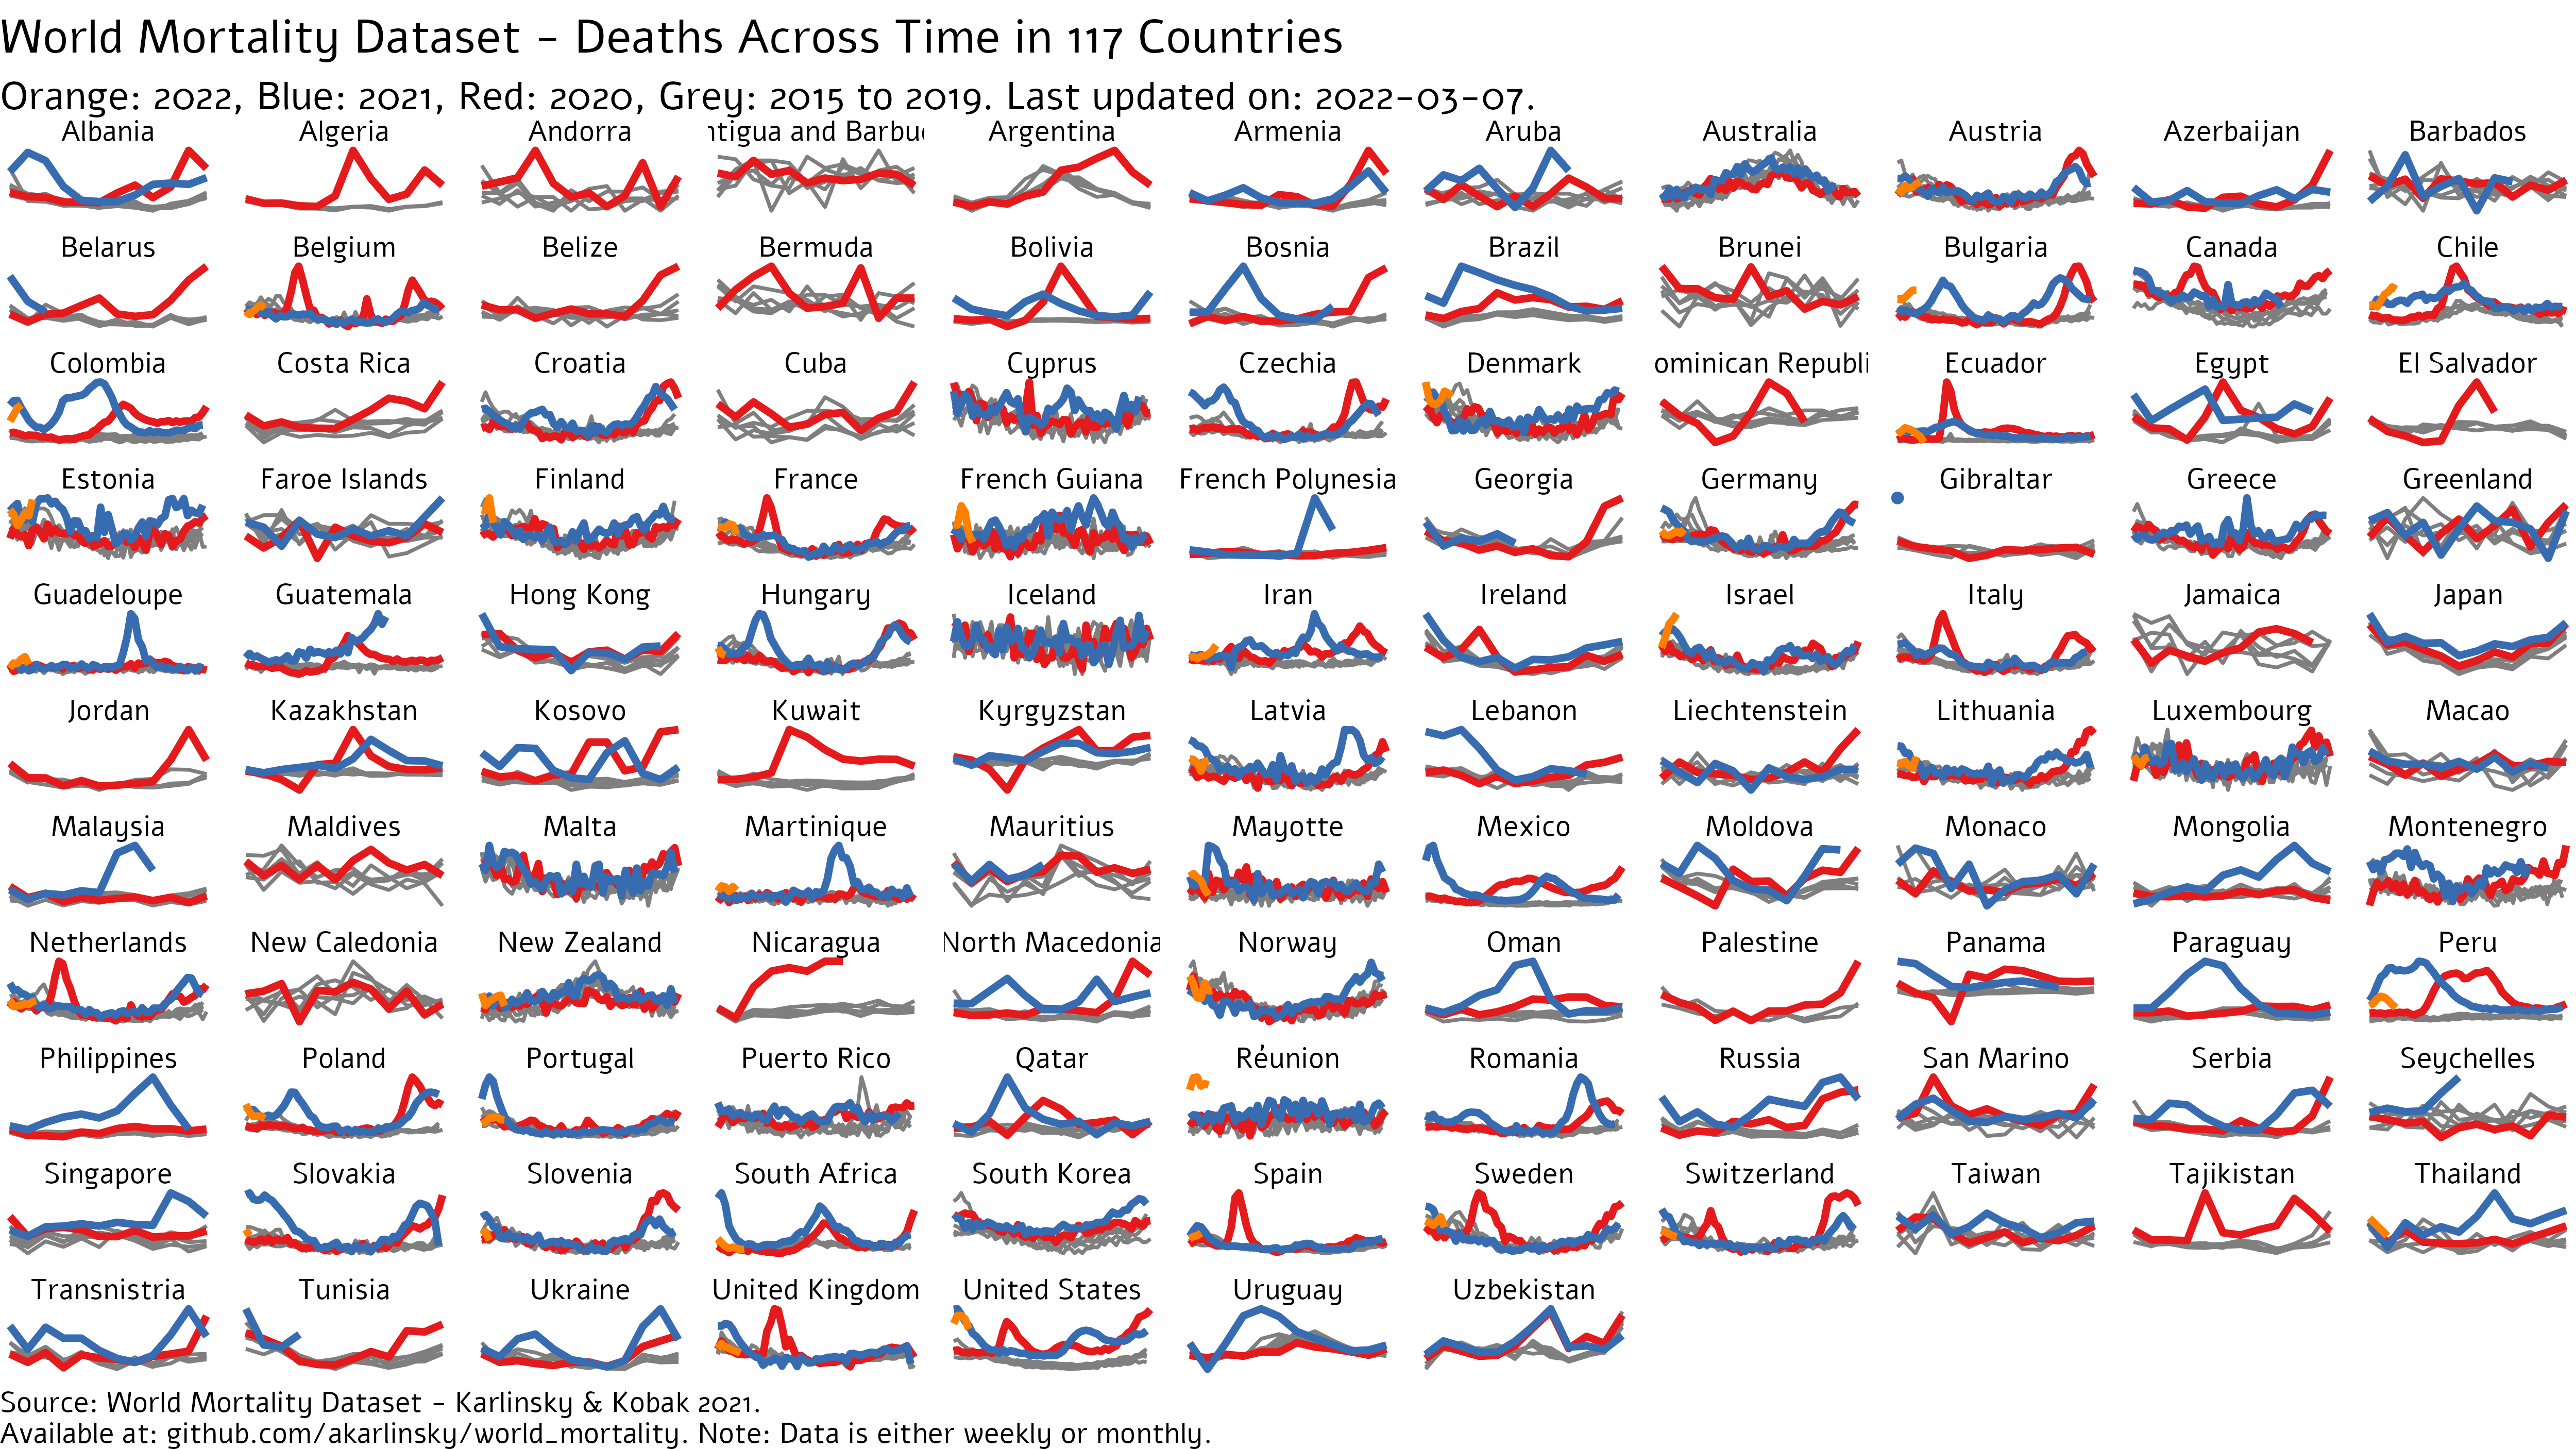 World Mortality Dataset - Deaths Across Time in 117 Countries
Orange: 2022, Blue: 2021, Red: 2020, Grey: 2015 to 2019. Last updated on: 2022-03-07.
Albania Algeria Andorra ntigua and Barbu Argentina Armenia Aruba Australia Austria Azerbaijan Barbados
Belarus Belgium Belize Bermuda Bolivia Bosnia Brazil Brunei Bulgaria Canada Chile
Colombia Costa Rica Croatia Cuba Cyprus Czechia Denmark ominican Republi Ecuador Egypt El Salvador
Estonia Faroe Islands Finland France French Guiana French Polynesia Georgia Germany Gibraltar Greece Greenland
Guadeloupe Guatemala Hong Kong Hungary Iceland Iran Ireland Israel Italy Jamaica Japan
Jordan Kazakhstan Kosovo Kuwait Kyrgyzstan Latvia Lebanon Liechtenstein Lithuania Luxembourg Macao
Malaysia Maldives Malta Martinique Mauritius Mayotte Mexico Moldova Monaco Mongolia Montenegro
Netherlands New Caledonia New Zealand Nicaragua North Macedonia Norway Oman Palestine Panama Paraguay Peru
Philippines Poland Portugal Puerto Rico Qatar Réunion Romania Russia San Marino Serbia Seychelles
Singapore Slovakia Slovenia South Africa South Korea Spain Sweden Switzerland Taiwan Tajikistan Thailand
Transnistria Tunisia Ukraine United Kingdom United States Uruguay Uzbekistan
Source: World Mortality Dataset - Karlinsky & Kobak 2021.
Available at: github.com/akarlinsky/world_mortality. Note: Data is either weekly or monthly.